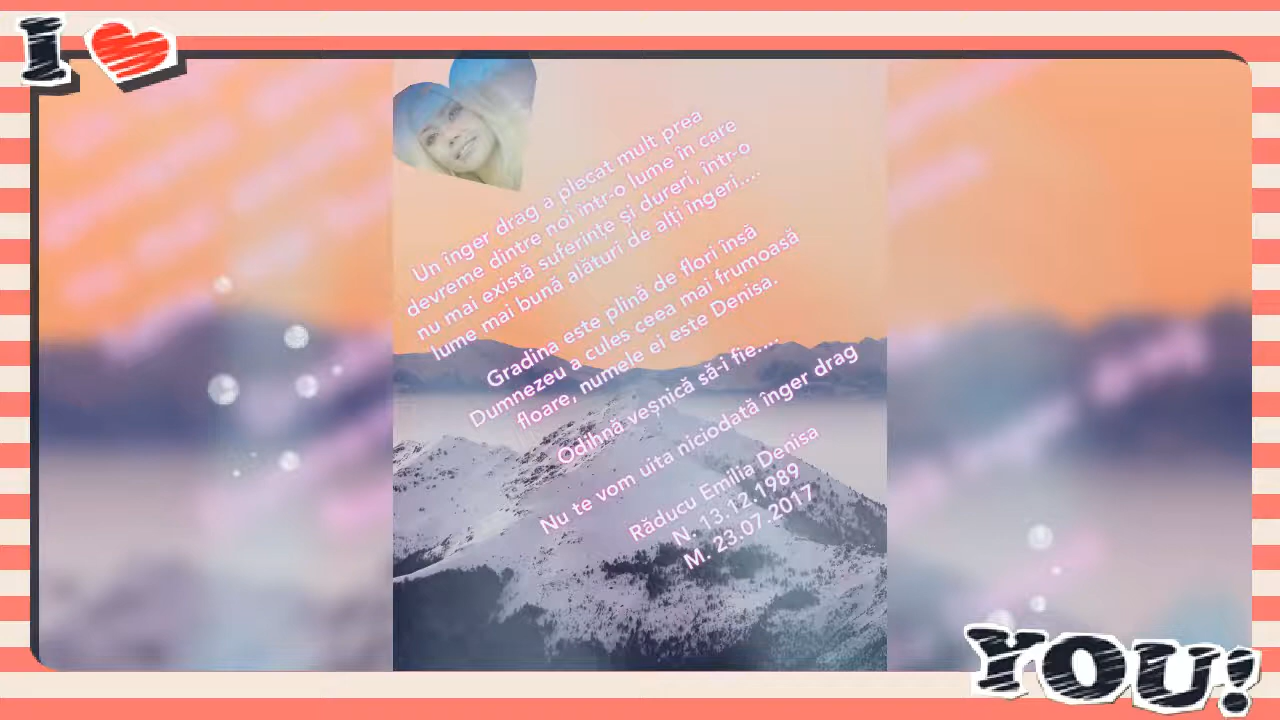 I
Un înger drag a plecat mult prea
devreme dintre noi într-o lume în care
nu mai există suferințe și dureri, într-o
lume mai bună alături de alți îngeri....
Gradina este plină de flori însă
Dumnezeu a cules ceea mai frumoasă
floare, numele ei este Denisa.
Odihnă veșnică să-i fie....
Nu te vom uita niciodată înger drag
Răducu Emilia Denisa
N. 13.12.1989
M. 23.07.2017
YOU!